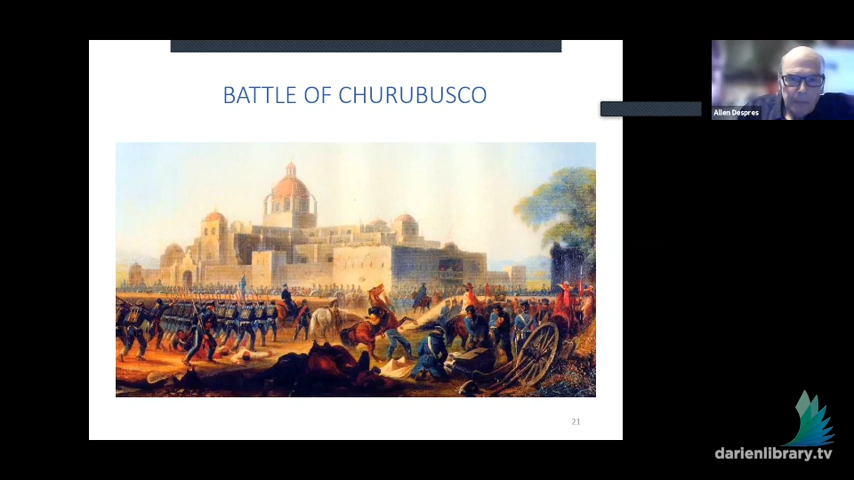 BATTLE OF CHURUBUSCO
Allen Despres
21
darienlibrary.tv